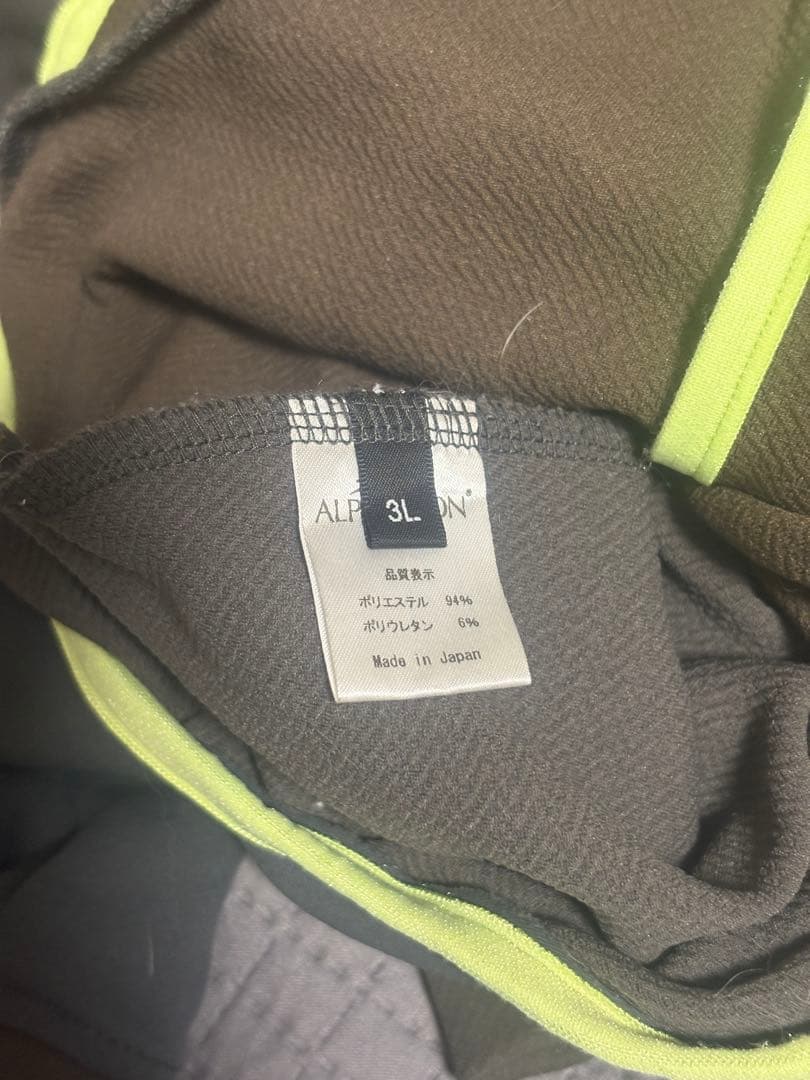 3L
品質表示
ポリエステル 94%
ポリウレタン 6%
Made in Japan